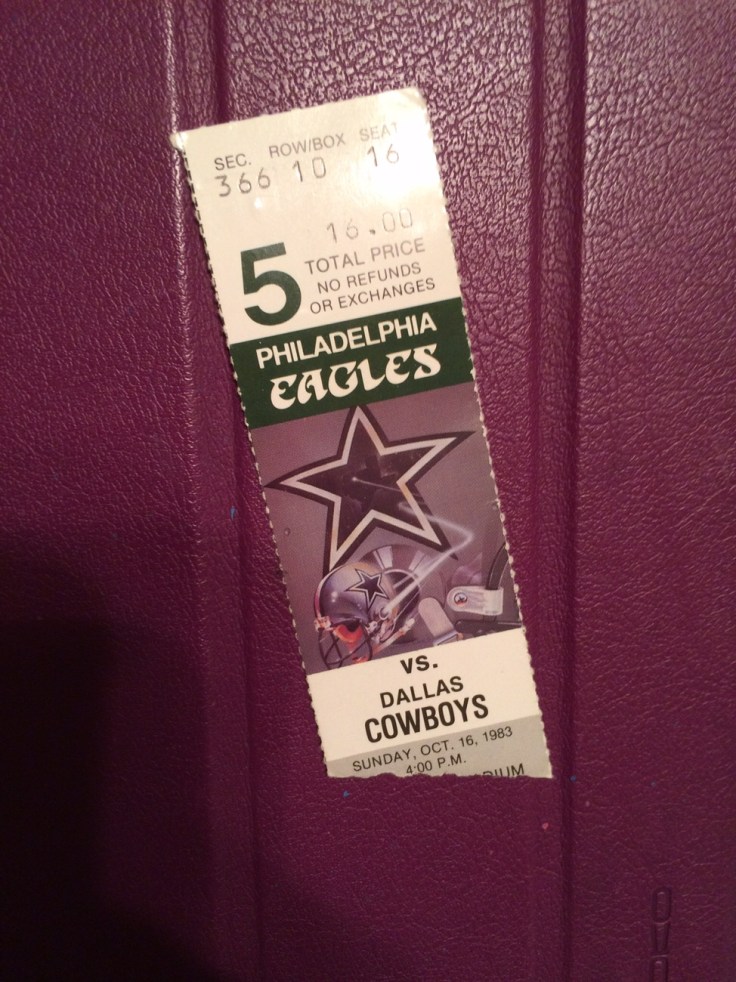 SEC. ROW/BOX SEAT
366 10 16
16.00
5 TOTAL PRICE
NO REFUNDS
OR EXCHANGES
PHILADELPHIA
EAGLES
VS.
DALLAS
COWBOYS
SUNDAY, OCT. 16, 1983
4:00 P.M.